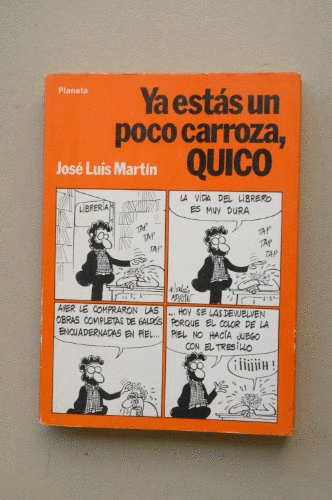 Planeta
Ya estás un
poco carroza,
QUICO
José Luis Martín
LIBRERÍA
TAP
TAP
TAP
LA VIDA DEL LIBRERO
ES MUY DURA
TAP
TAP
TAP
AYER LE COMPRARON LAS
OBRAS COMPLETAS DE GALDÓS
ENCUADERNADAS EN PIEL...
...HOY SE LAS DEVUELVEN
PORQUE EL COLOR DE LA
PIEL NO HACÍA JUEGO
CON EL TRESILLO